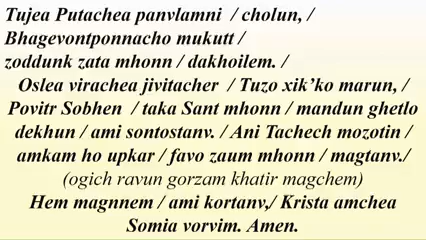 Tujea Putachea panvlamni / cholun, /
Bhagevontponnacho mukutt /
zoddunk zata mhonn / dakhoilem. /
Oslea virachea jivitacher / Tuzo xik’ko marun, /
Povitr Sobhen / taka Sant mhonn / mandun ghetlo
dekhun / ami sontostanv. / Ani Tachech mozotin /
amkam ho upkar / favo zaum mhonn / magtanv./
(ogich ravun gorzam khatir magchem)
Hem magnnem / ami kortanv,/ Krista amchea
Somia vorvim. Amen.